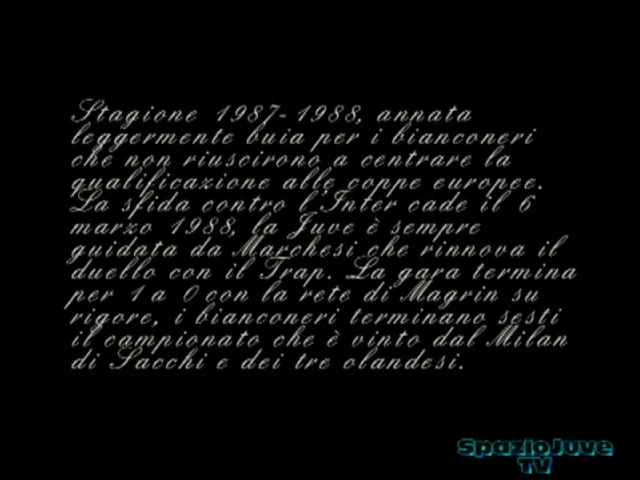 Stagione 1987-1988, annata
leggermente buia per i bianconeri
che non riuscirono a centrare la
qualificazione alle coppe europee.
La sfida contro l'Inter cade il 6
marzo 1988, la Juve è sempre
guidata da Marchesi che rinnova il
duello con il Trap. La gara termina
per 1 a 0 con la rete di Magrin su
rigore, i bianconeri terminano sesti
il campionato che è vinto dal Milan
di Sacchi e dei tre olandesi.
SpazioJuve
TV